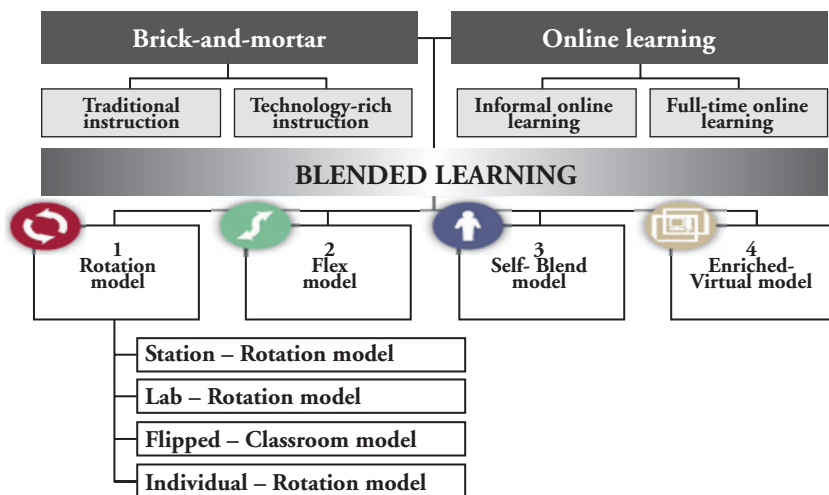 Brick-and-mortar
Online learning
Traditional
instruction
Technology-rich
instruction
Informal online
learning
Full-time online
learning
BLENDED LEARNING
1
Rotation
model
2
Flex
model
3
Self- Blend
model
4
Enriched-
Virtual model
Station – Rotation model
Lab – Rotation model
Flipped – Classroom model
Individual – Rotation model